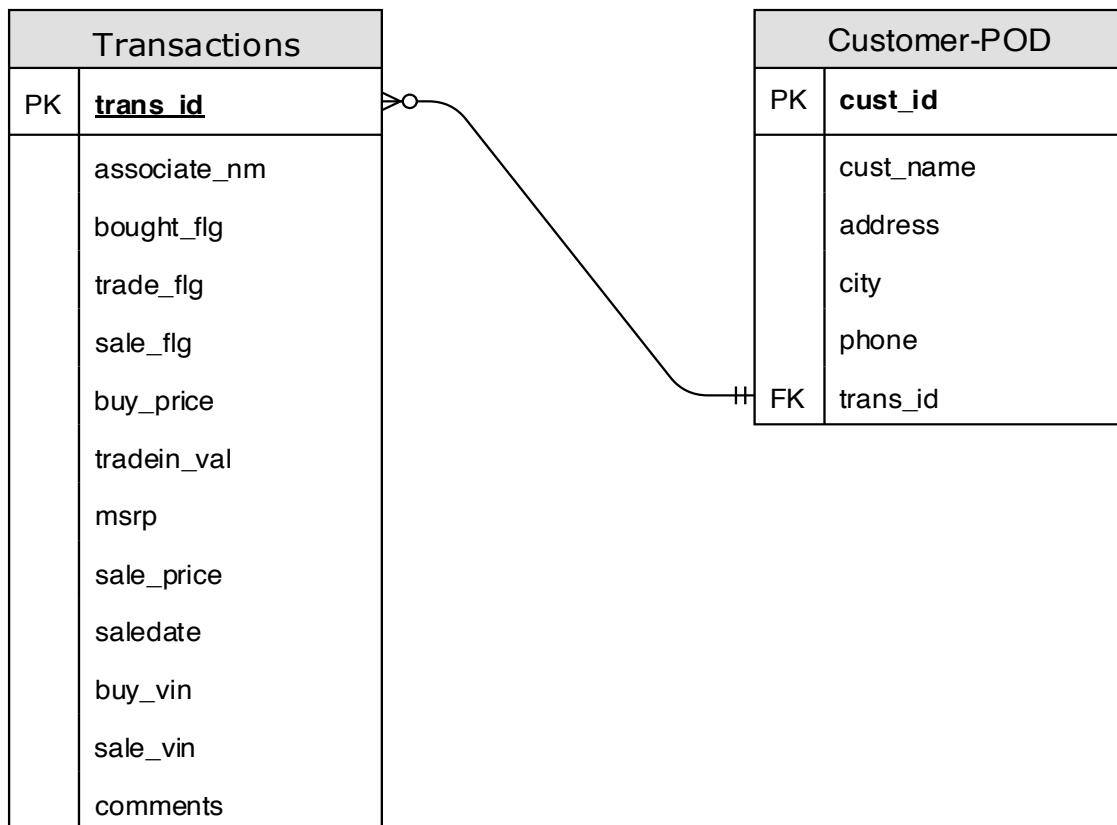 Transactions
PK trans_id
associate_nm
bought_flg
trade_flg
sale_flg
buy_price
tradein_val
msrp
sale_price
saledate
buy_vin
sale_vin
comments
Customer-POD
PK cust_id
cust_name
address
city
phone
FK trans_id